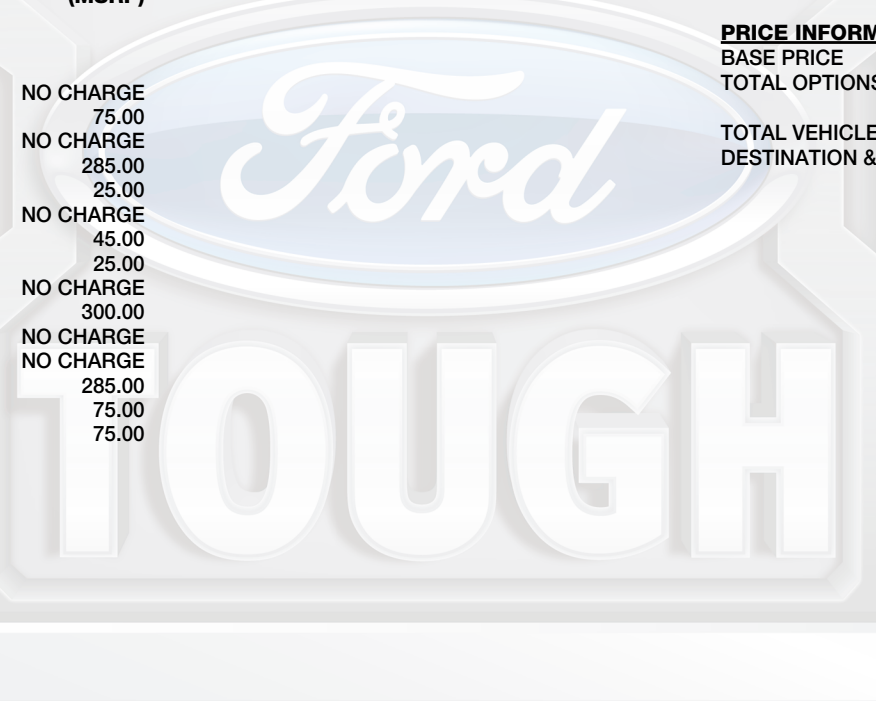 (MSRP)
NO CHARGE
75.00
NO CHARGE
285.00
25.00
NO CHARGE
45.00
25.00
NO CHARGE
300.00
NO CHARGE
NO CHARGE
285.00
75.00
75.00
PRICE INFORM
BASE PRICE
TOTAL OPTIONS
TOTAL VEHICLE
DESTINATION &
Ford
TOUGH